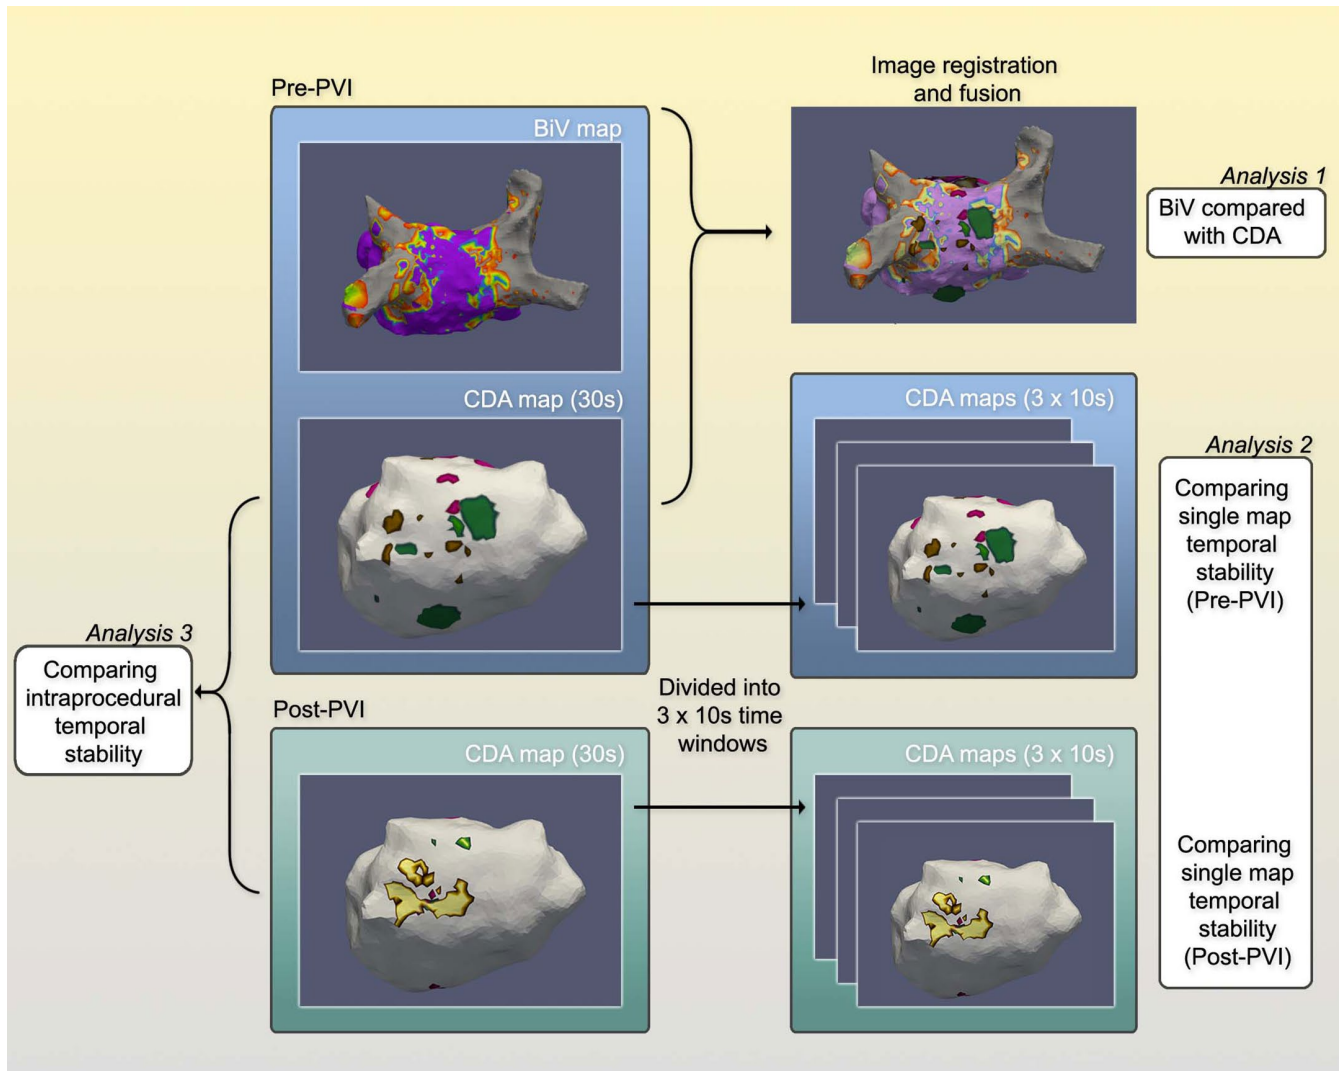 Pre-PVI
BiV map
CDA map (30s)
Image registration
and fusion
Analysis 1
BiV compared
with CDA
CDA maps (3 x 10s)
Analysis 2
Comparing
single map
temporal
stability
(Pre-PVI)
Analysis 3
Comparing
intraprocedural
temporal
stability
Post-PVI
CDA map (30s)
Divided into
3 x 10s time
windows
CDA maps (3 x 10s)
Comparing
single map
temporal
stability
(Post-PVI)